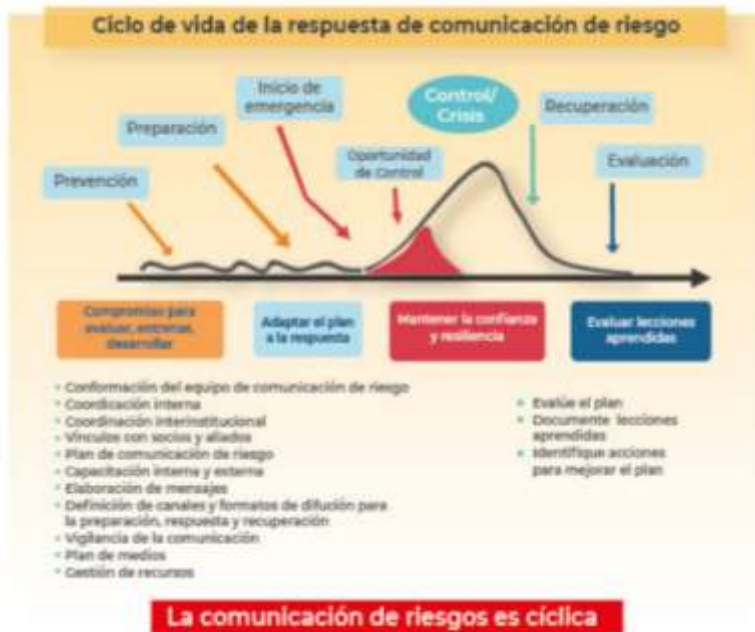 Ciclo de vida de la respuesta de comunicación de riesgo
Inicio de
emergencia
Control/
Crisis
Recuperación
Preparación
Oportunidad
de Control
Evaluación
Prevención
Compromiso para
evaluar, entrenar,
desarrollar
Adaptar el plan
a la respuesta
Mantener la confianza
y resiliencia
Evaluar lecciones
aprendidas
• Conformación del equipo de comunicación de riesgo
• Coordicación interna
• Coordinación interinstitucional
• Vínculos con socios y aliados
• Plan de comunicación de riesgo
• Capacitación interna y externa
• Elaboración de mensajes
• Definición de canales y formatos de difución para
la preparación, respuesta y recuperación
• Vigilancia de la comunicación
• Plan de medios
• Gestión de recursos
• Evalúe el plan
• Documente lecciones
aprendidas
• Identifique acciones
para mejorar el plan
La comunicación de riesgos es cíclica